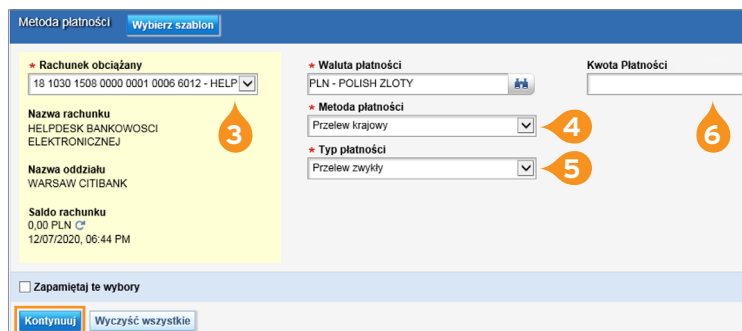 Metoda płatności Wybierz szablon
* Rachunek obciążany
18 1030 1508 0000 0001 0006 6012 - HELP
3
Nazwa rachunku
HELPDESK BANKOWOSCI
ELEKTRONICZNEJ
Nazwa oddziału
WARSAW CITIBANK
Saldo rachunku
0,00 PLN
12/07/2020, 06:44 PM
* Waluta płatności
PLN - POLISH ZLOTY
* Metoda płatności
Przelew krajowy
4
* Typ płatności
Przelew zwykły
5
Kwota Płatności
6
Zapamiętaj te wybory
Kontynuuj Wyczyść wszystkie